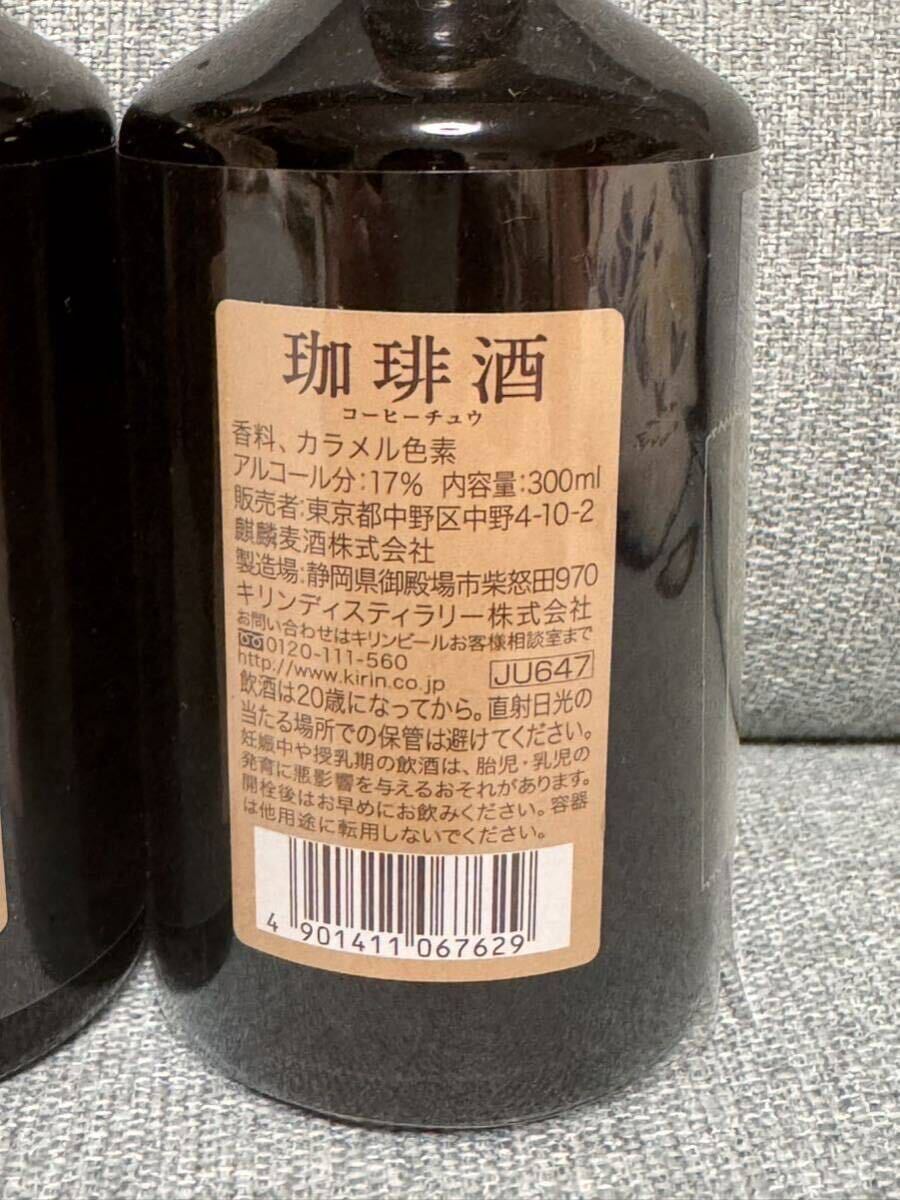 珈琲酒
コーヒーチュウ
香料、カラメル色素
アルコール分:17% 内容量:300ml
販売者:東京都中野区中野4-10-2
麒麟麦酒株式会社
製造場:静岡県御殿場市柴怒田970
キリンディスティラリー株式会社
お問い合わせはキリンビールお客様相談室まで
0120-111-560
http://www.kirin.co.jp JU647
飲酒は20歳になってから。直射日光の
当たる場所での保管は避けてください。
妊娠中や授乳期の飲酒は、胎児・乳児の
発育に悪影響を与えるおそれがあります。
開栓後はお早めにお飲みください。容器
は他用途に転用しないでください。
4 901411 067629